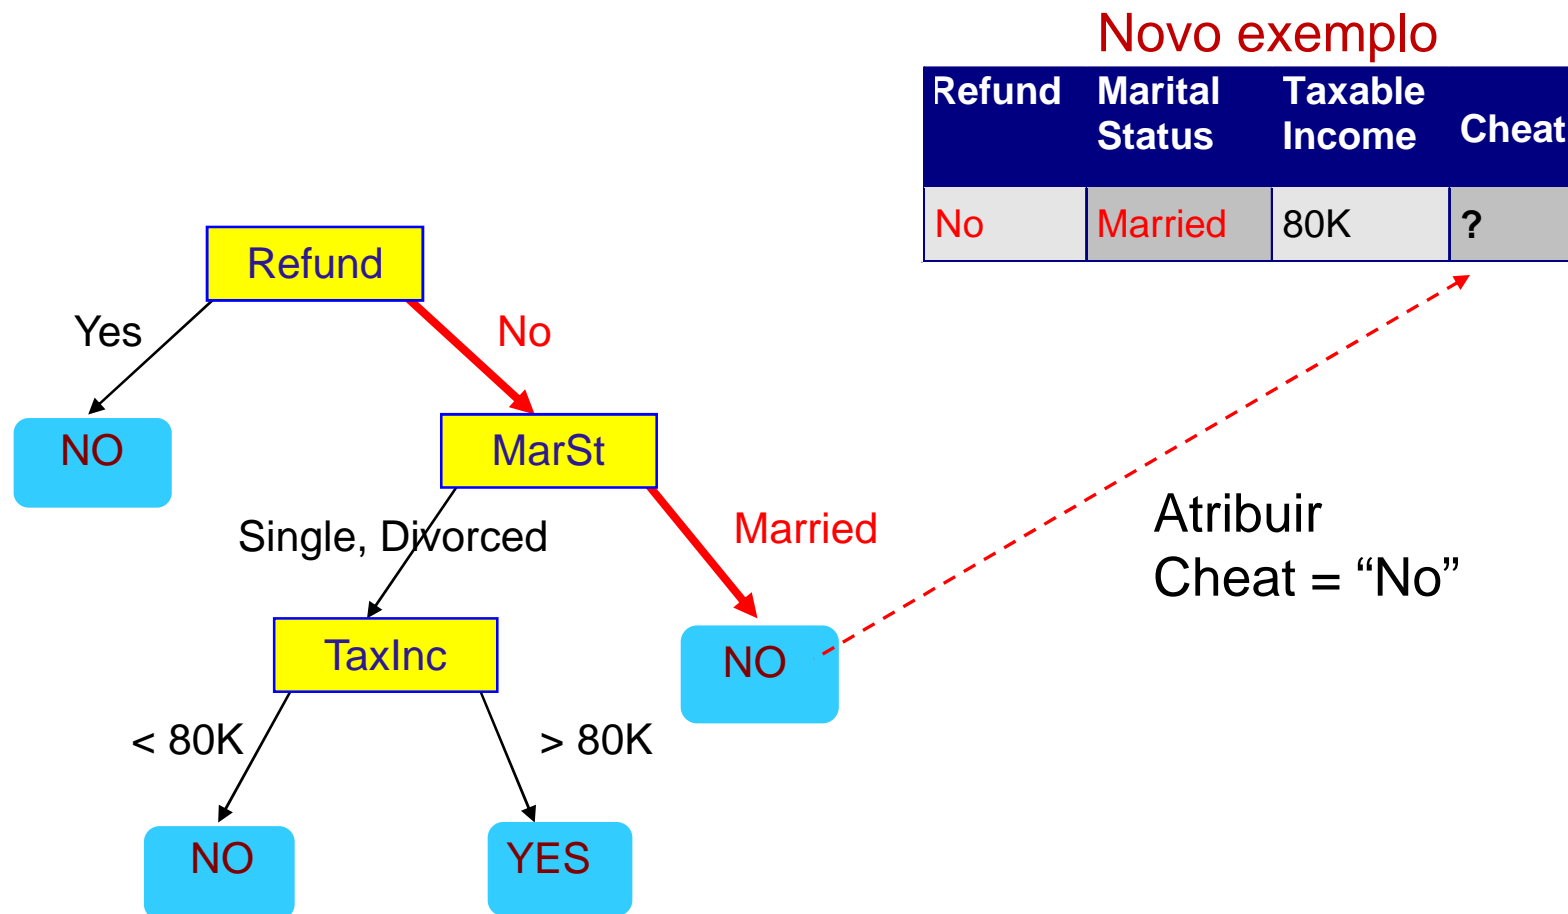 Novo exemplo
Refund Marital Status Taxable Income Cheat
No Married 80K ?
Refund
Yes No
NO
MarSt
Single, Divorced Married
TaxInc
NO
< 80K > 80K
NO YES
Atribuir
Cheat = “No”